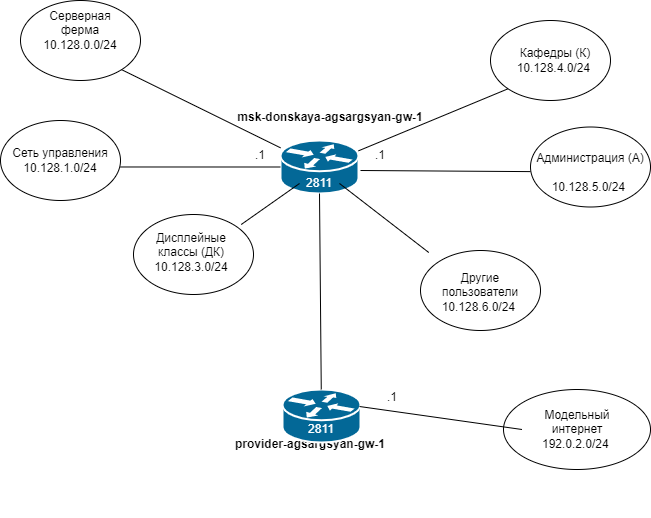 Серверная
ферма
10.128.0.0/24
Кафедры (К)
10.128.4.0/24
msk-donskaya-agsargsyan-gw-1
Сеть управления
10.128.1.0/24
.1
.1
2811
Администрация (А)
10.128.5.0/24
Дисплейные
классы (ДК)
10.128.3.0/24
Другие
пользователи
10.128.6.0/24
.1
2811
provider-agsargsyan-gw-1
Модельный
интернет
192.0.2.0/24